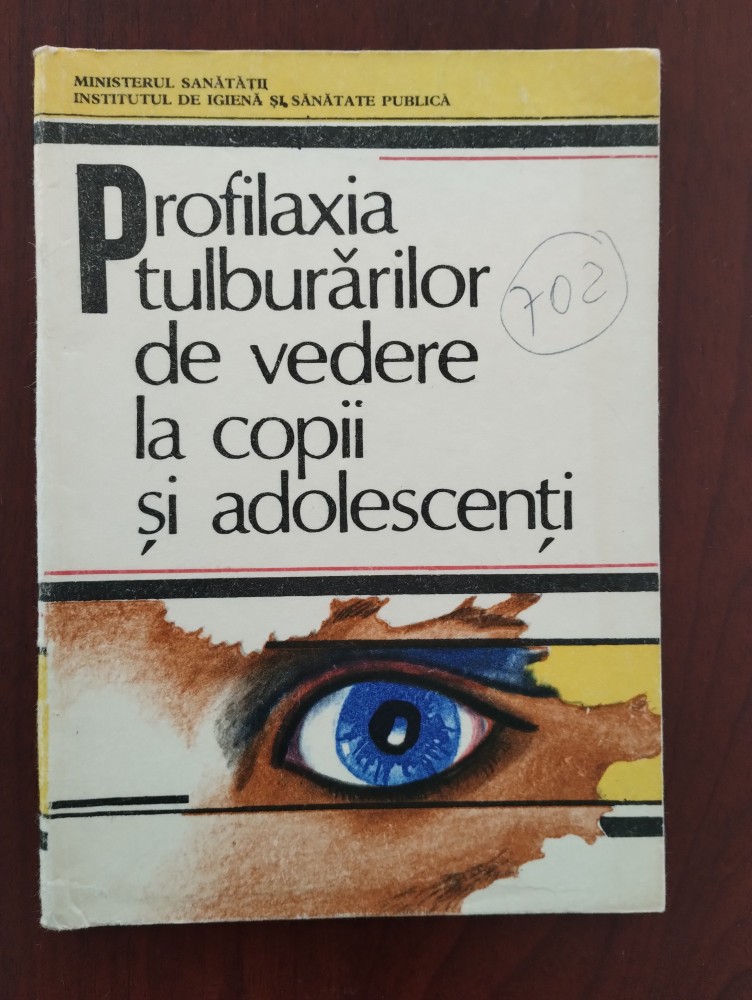 MINISTERUL SANĂTĂȚII
INSTITUTUL DE IGIENĂ ȘI SĂNĂTATE PUBLICĂ
Profilaxia
tulburărilor
702
de vedere
la copii
și adolescenți